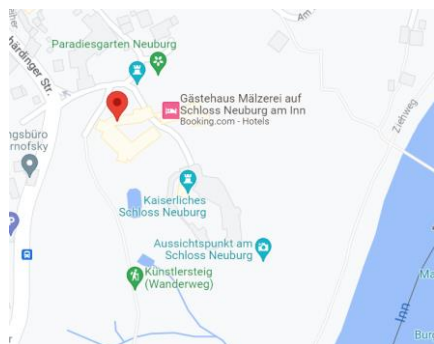 Paradiesgarten Neuburg
Schärdinger Str.
Gästehaus Mälzerei auf
Schloss Neuburg am Inn
Booking.com - Hotels
Ziehweg
Kaiserliches
Schloss Neuburg
Aussichtspunkt am
Schloss Neuburg
Künstlersteig
(Wanderweg)
Inn